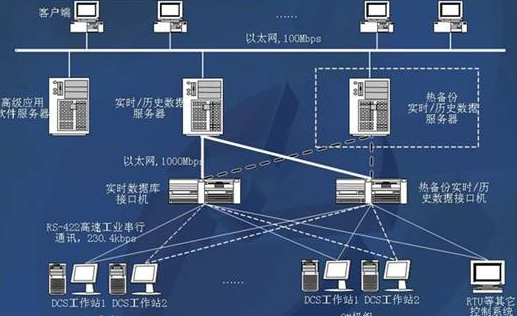 客户端
……
以太网,100Mbps
高级应用
软件服务器
实时/历史数据
服务器
热备份
实时/历史数据
服务器
以太网,1000Mbps
实时数据库
接口机
热备份实时/历
史数据接口机
RS-422高速工业串行
通讯, 230.4kbps
……
DCS工作站1
DCS工作站2
DCS工作站1
DCS工作站2
RTU等其它
控制系统